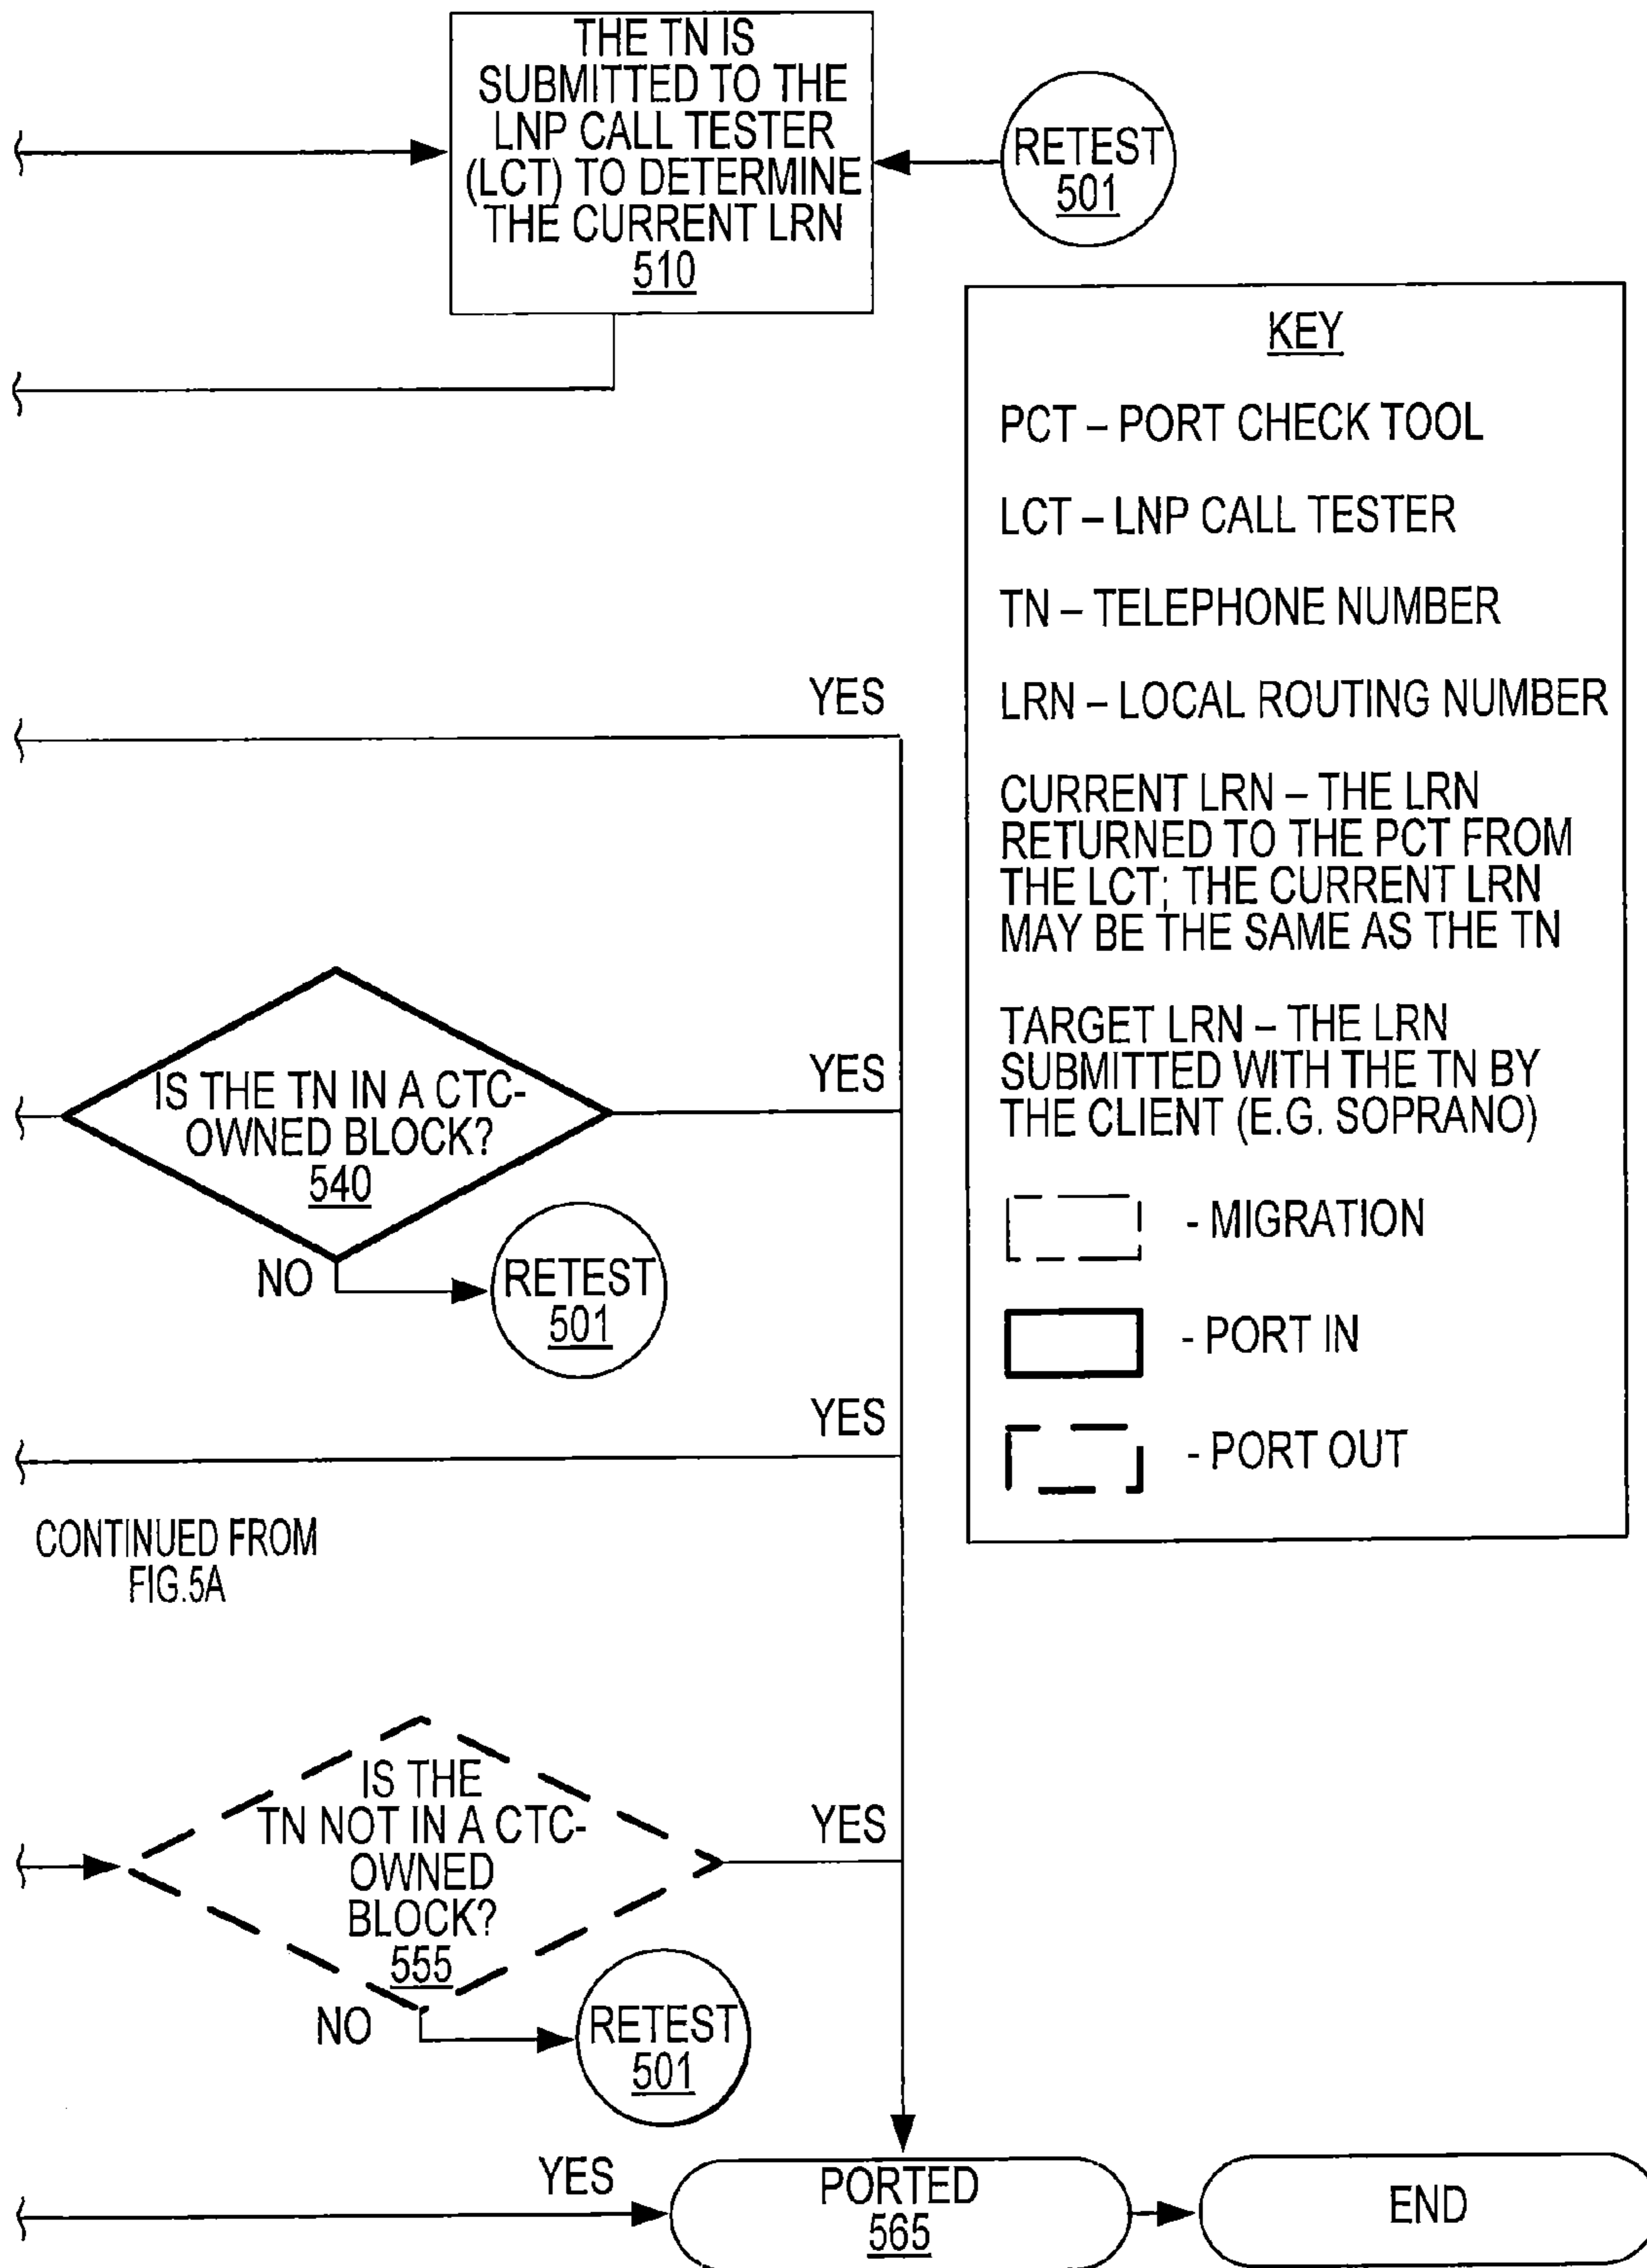 THE TN IS
SUBMITTED TO THE
LNP CALL TESTER
(LCT) TO DETERMINE
THE CURRENT LRN
510
RETEST
501
KEY
PCT – PORT CHECK TOOL
LCT – LNP CALL TESTER
TN – TELEPHONE NUMBER
LRN – LOCAL ROUTING NUMBER
CURRENT LRN – THE LRN
RETURNED TO THE PCT FROM
THE LCT; THE CURRENT LRN
MAY BE THE SAME AS THE TN
TARGET LRN – THE LRN
SUBMITTED WITH THE TN BY
THE CLIENT (E.G. SOPRANO)
- MIGRATION
- PORT IN
- PORT OUT
YES
IS THE TN IN A CTC-
OWNED BLOCK?
540
YES
NO
RETEST
501
YES
CONTINUED FROM
FIG.5A
IS THE
TN NOT IN A CTC-
OWNED
BLOCK?
555
YES
NO
RETEST
501
YES
PORTED
565
END